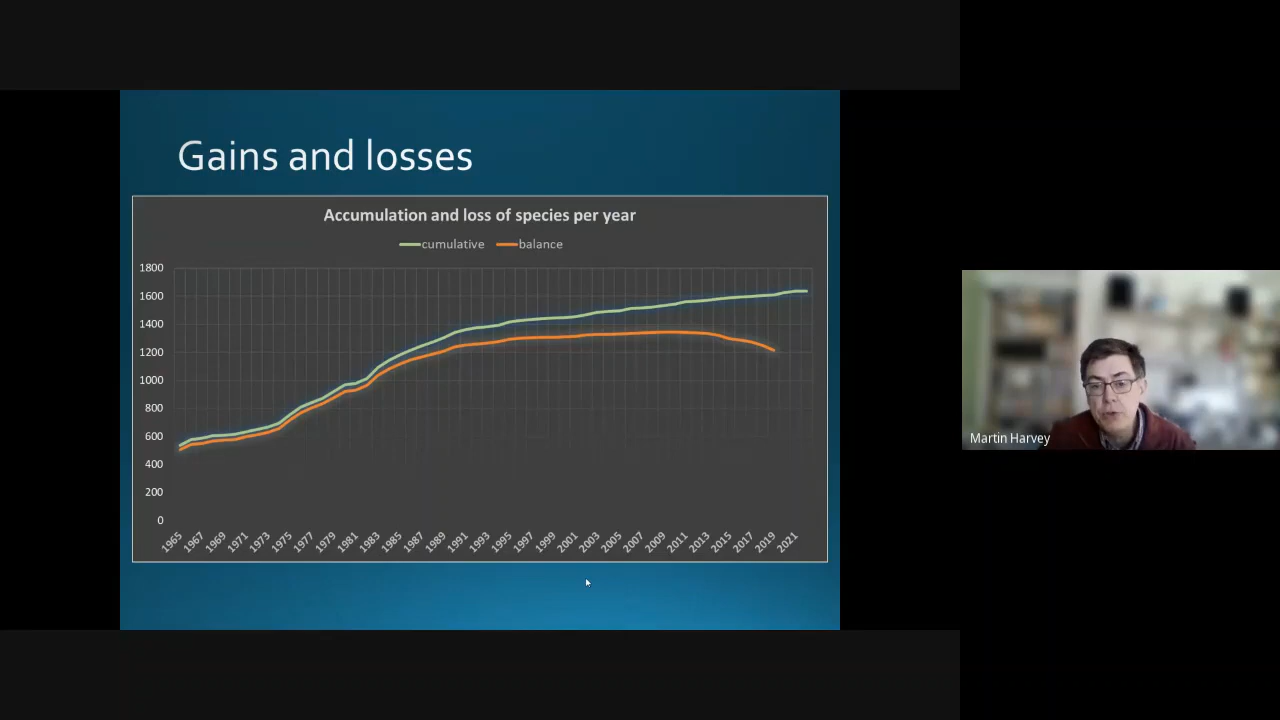 Gains and losses
Accumulation and loss of species per year
cumulative balance
1800
1600
1400
1200
1000
800
600
400
200
0
1965 1967 1969 1971 1973 1975 1977 1979 1981 1983 1985 1987 1989 1991 1993 1995 1997 1999 2001 2003 2005 2007 2009 2011 2013 2015 2017 2019 2021
Martin Harvey